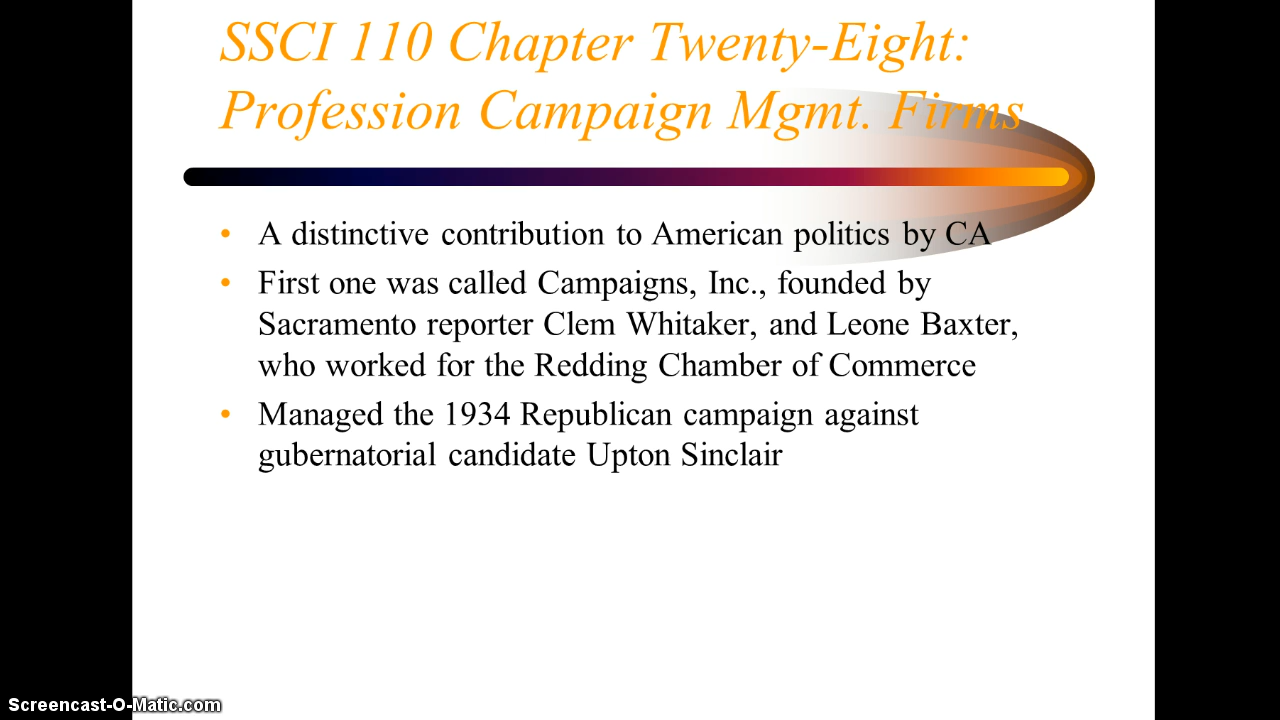 SSCI 110 Chapter Twenty-Eight:
Profession Campaign Mgmt. Firms
• A distinctive contribution to American politics by CA
• First one was called Campaigns, Inc., founded by
Sacramento reporter Clem Whitaker, and Leone Baxter,
who worked for the Redding Chamber of Commerce
• Managed the 1934 Republican campaign against
gubernatorial candidate Upton Sinclair
Screencast-O-Matic.com